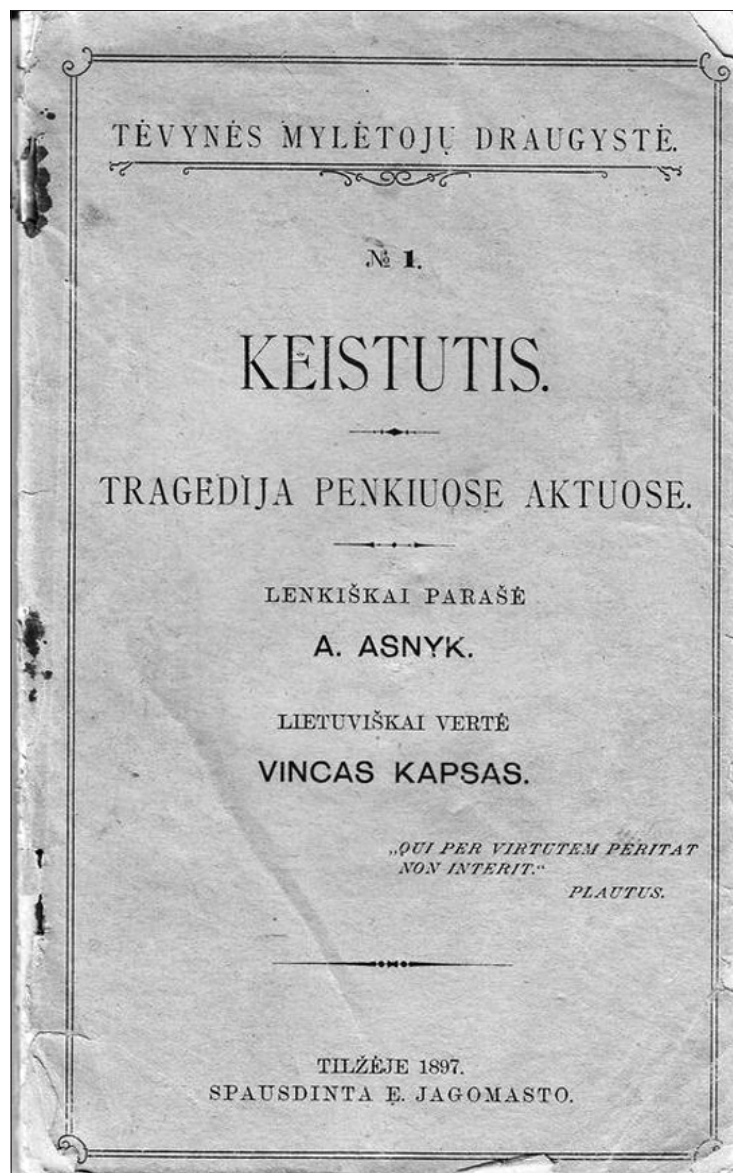 TĖVYNĖS MYLĖTOJŲ DRAUGYSTĖ.
№ 1.
KEISTUTIS.
TRAGEDIJA PENKIUOSE AKTUOSE.
LENKIŠKAI PARAŠĖ
A. ASNYK.
LIETUVIŠKAI VERTĖ
VINCAS KAPSAS.
„QUI PER VIRTUTEM PERITAT
NON INTERIT.“
PLAUTUS.
TILŽĖJE 1897.
SPAUSDINTA E. JAGOMASTO.